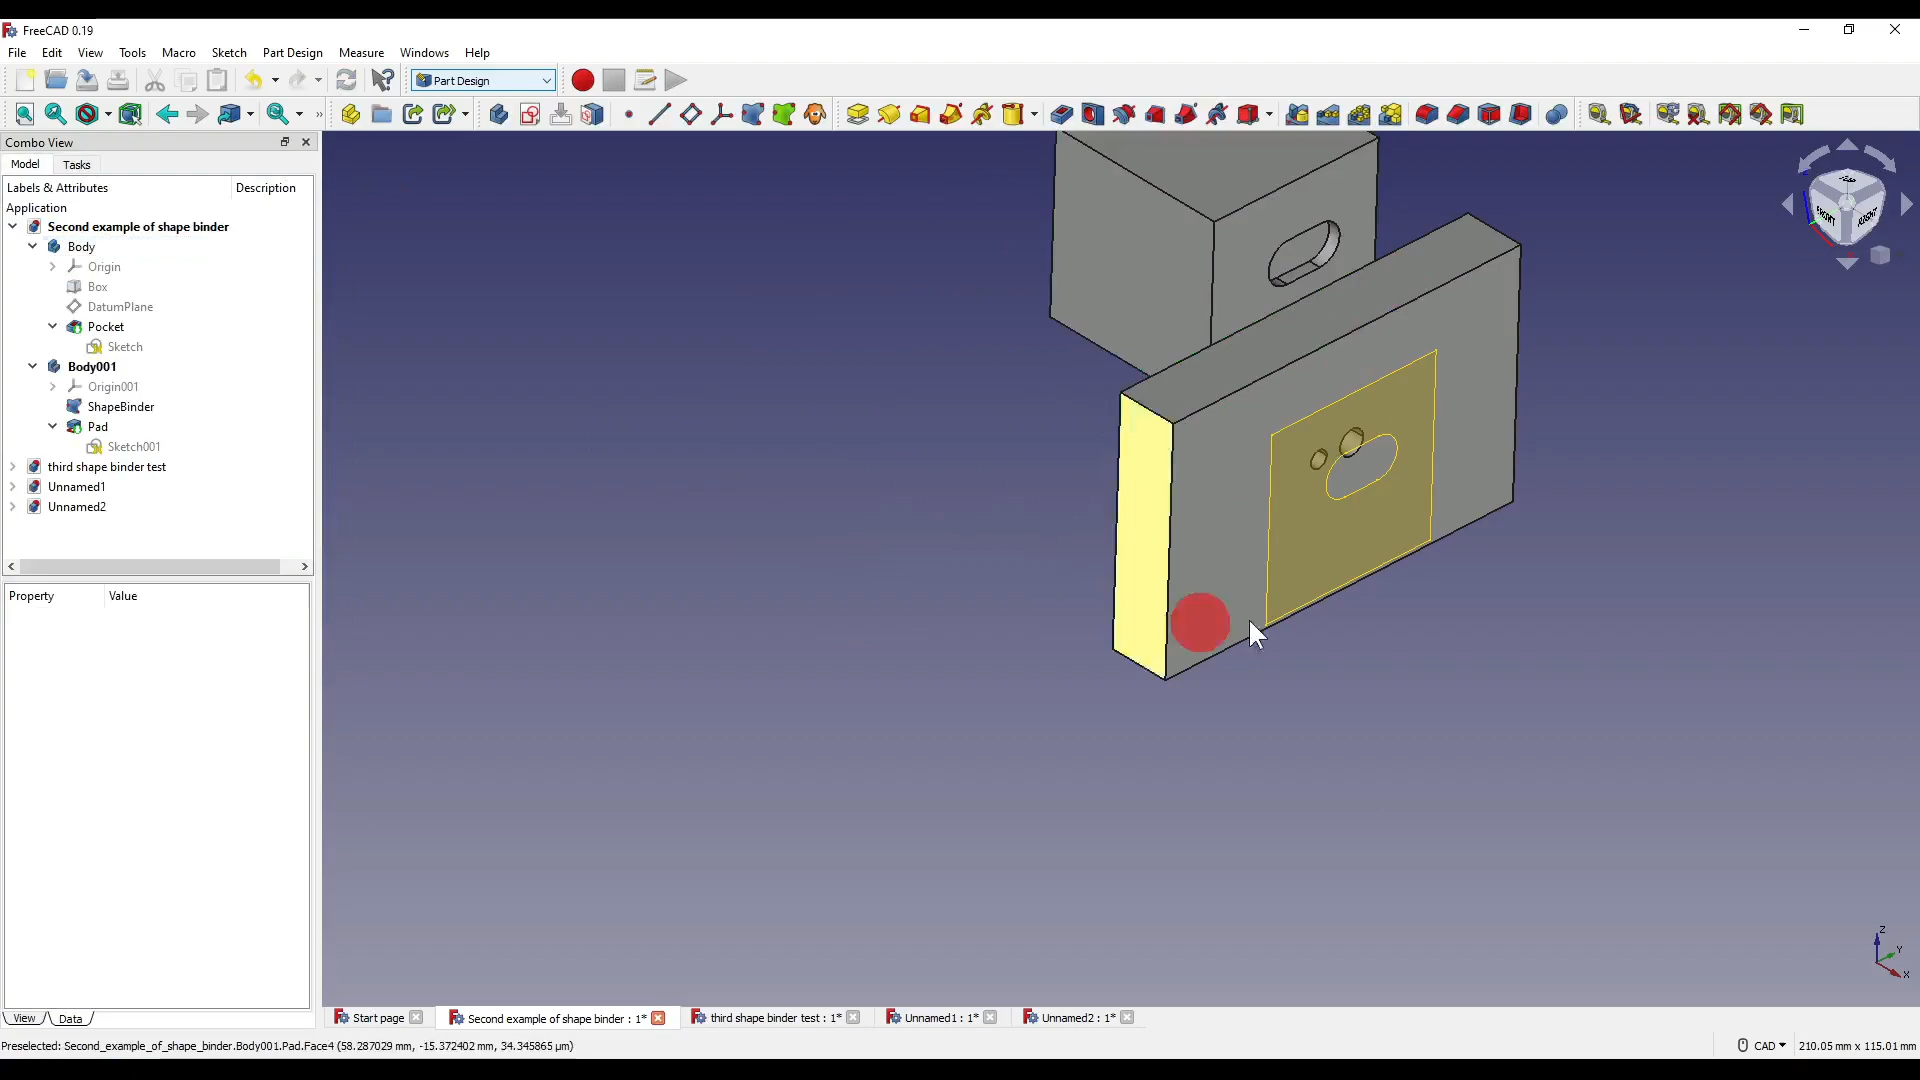 FreeCAD 0.19
File Edit View Tools Macro Sketch Part Design Measure Windows Help
Part Design
Combo View
Model Tasks
Labels & Attributes Description
Application
Second example of shape binder
Body
Origin
Box
DatumPlane
Pocket
Sketch
Body001
Origin001
ShapeBinder
Pad
Sketch001
third shape binder test
Unnamed1
Unnamed2
Property Value
TOP
FRONT RIGHT
Z
Y
X
View Data
Start page Second example of shape binder : 1* third shape binder test : 1* Unnamed1 : 1* Unnamed2 : 1*
Preselected: Second_example_of_shape_binder.Body001.Pad.Face4 (58.287029 mm, -15.372402 mm, 34.345865 µm)
CAD 210.05 mm x 115.01 mm